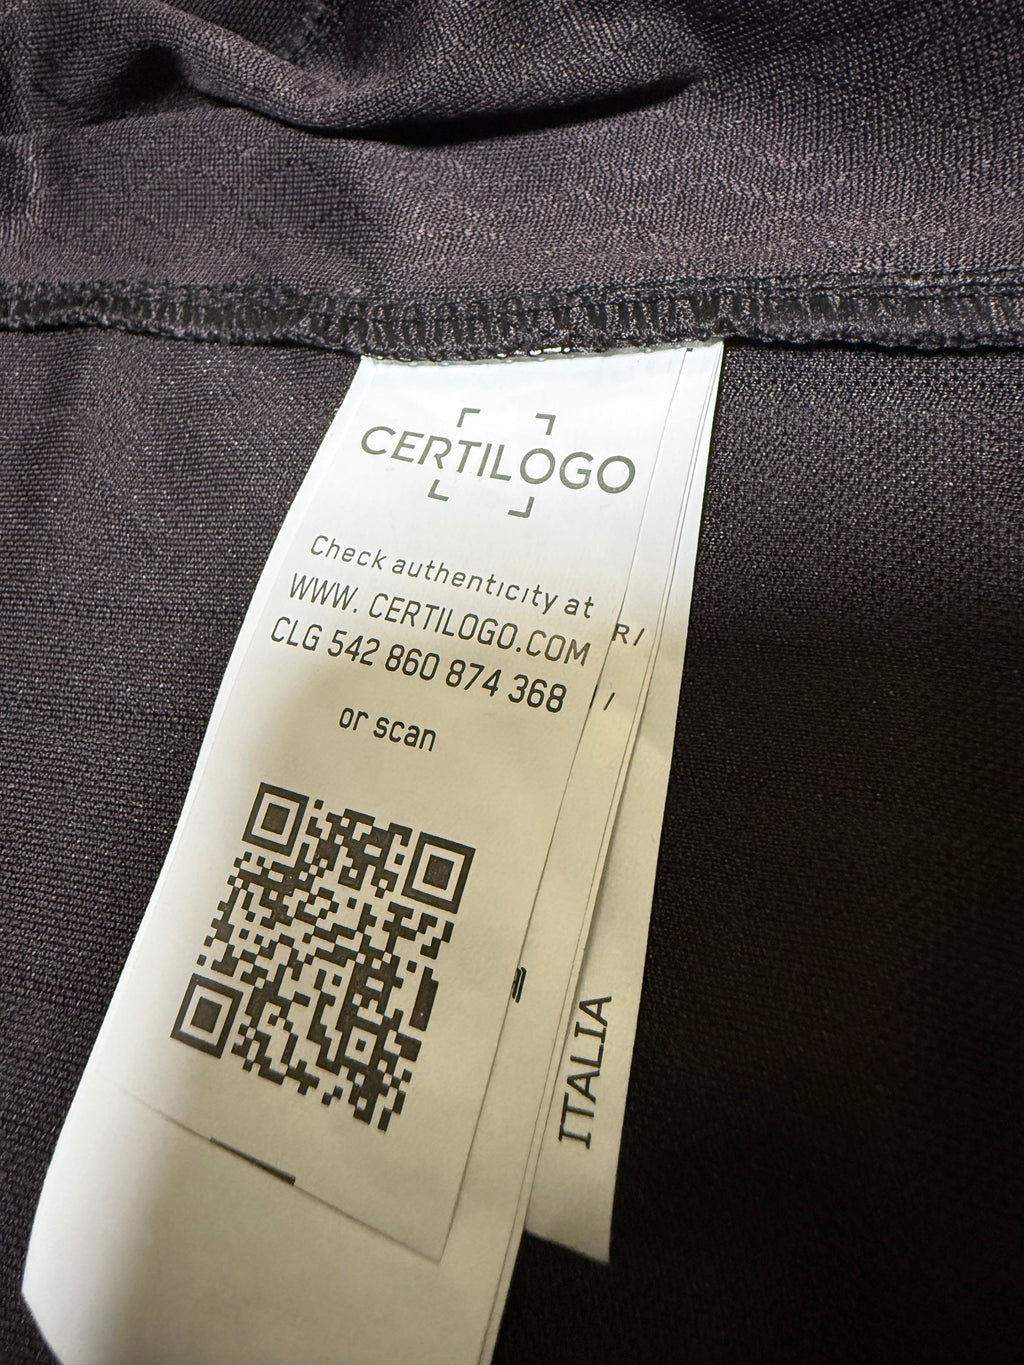 CERTILOGO
Check authenticity at
WWW. CERTILOGO.COM
CLG 542 860 874 368
or scan
R/
/
ITALIA